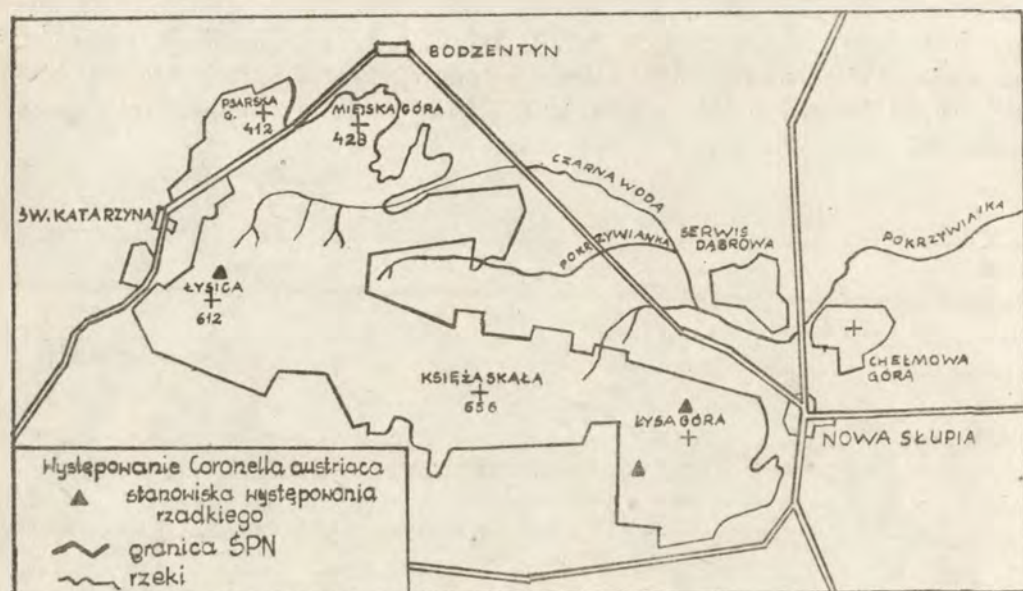 BODZENTYN
PSARSKA
G.
412
MIEJSKA GÓRA
423
CZARNA WODA
ŚW. KATARZYNA
POKRZYWIANKA
SERWIS
DĄBROWA
POKRZYWIANKA
ŁYSICA
612
CHEŁMOWA
GÓRA
KSIĘŻA SKAŁA
656
ŁYSA GÓRA
NOWA SŁUPIA
Występowanie Coronella austriaca
stanowiska występowania
rzadkiego
granica ŚPN
rzeki